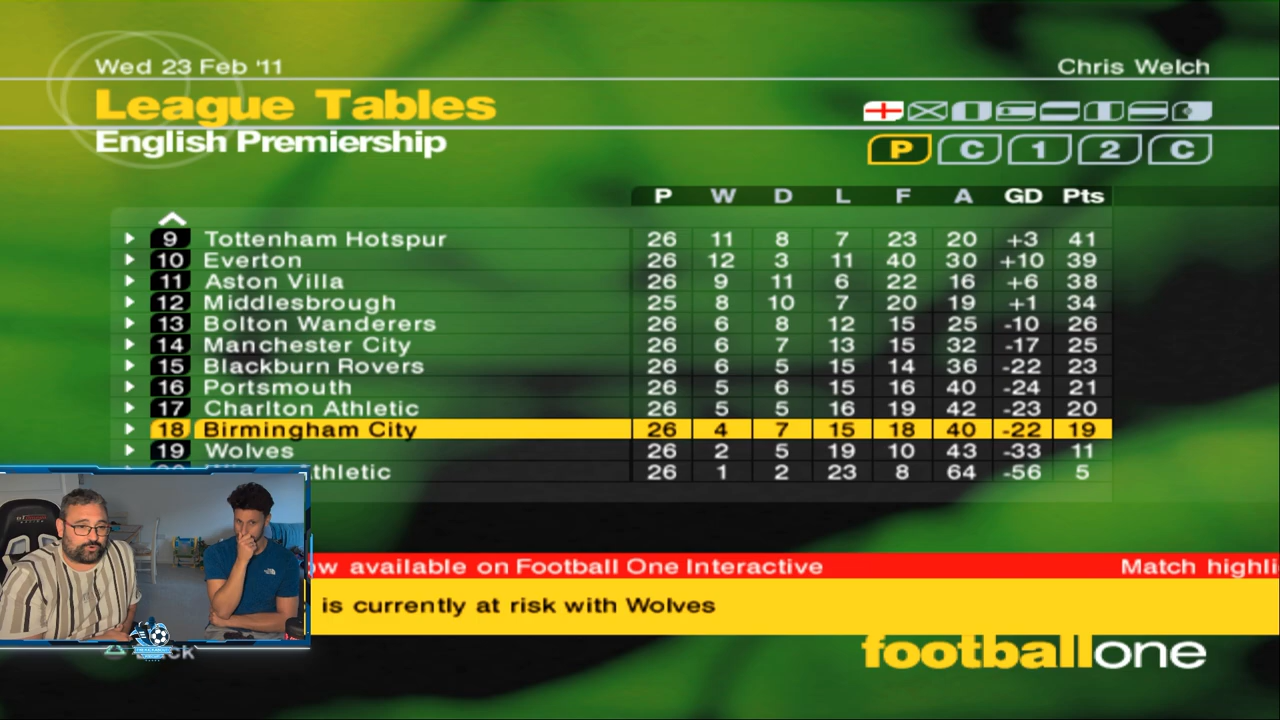 Wed 23 Feb '11
Chris Welch
League Tables
English Premiership
P C 1 2 C
P W D L F A GD Pts
9 Tottenham Hotspur 26 11 8 7 23 20 +3 41
10 Everton 26 12 3 11 40 30 +10 39
11 Aston Villa 26 9 11 6 22 16 +6 38
12 Middlesbrough 25 8 10 7 20 19 +1 34
13 Bolton Wanderers 26 6 8 12 15 25 -10 26
14 Manchester City 26 6 7 13 15 32 -17 25
15 Blackburn Rovers 26 6 5 15 14 36 -22 23
16 Portsmouth 26 5 6 15 16 40 -24 21
17 Charlton Athletic 26 5 5 16 19 42 -23 20
18 Birmingham City 26 4 7 15 18 40 -22 19
19 Wolves 26 2 5 19 10 43 -33 11
Athletic 26 1 2 23 8 64 -56 5
available on Football One Interactive Match
is currently at risk with Wolves
footballone